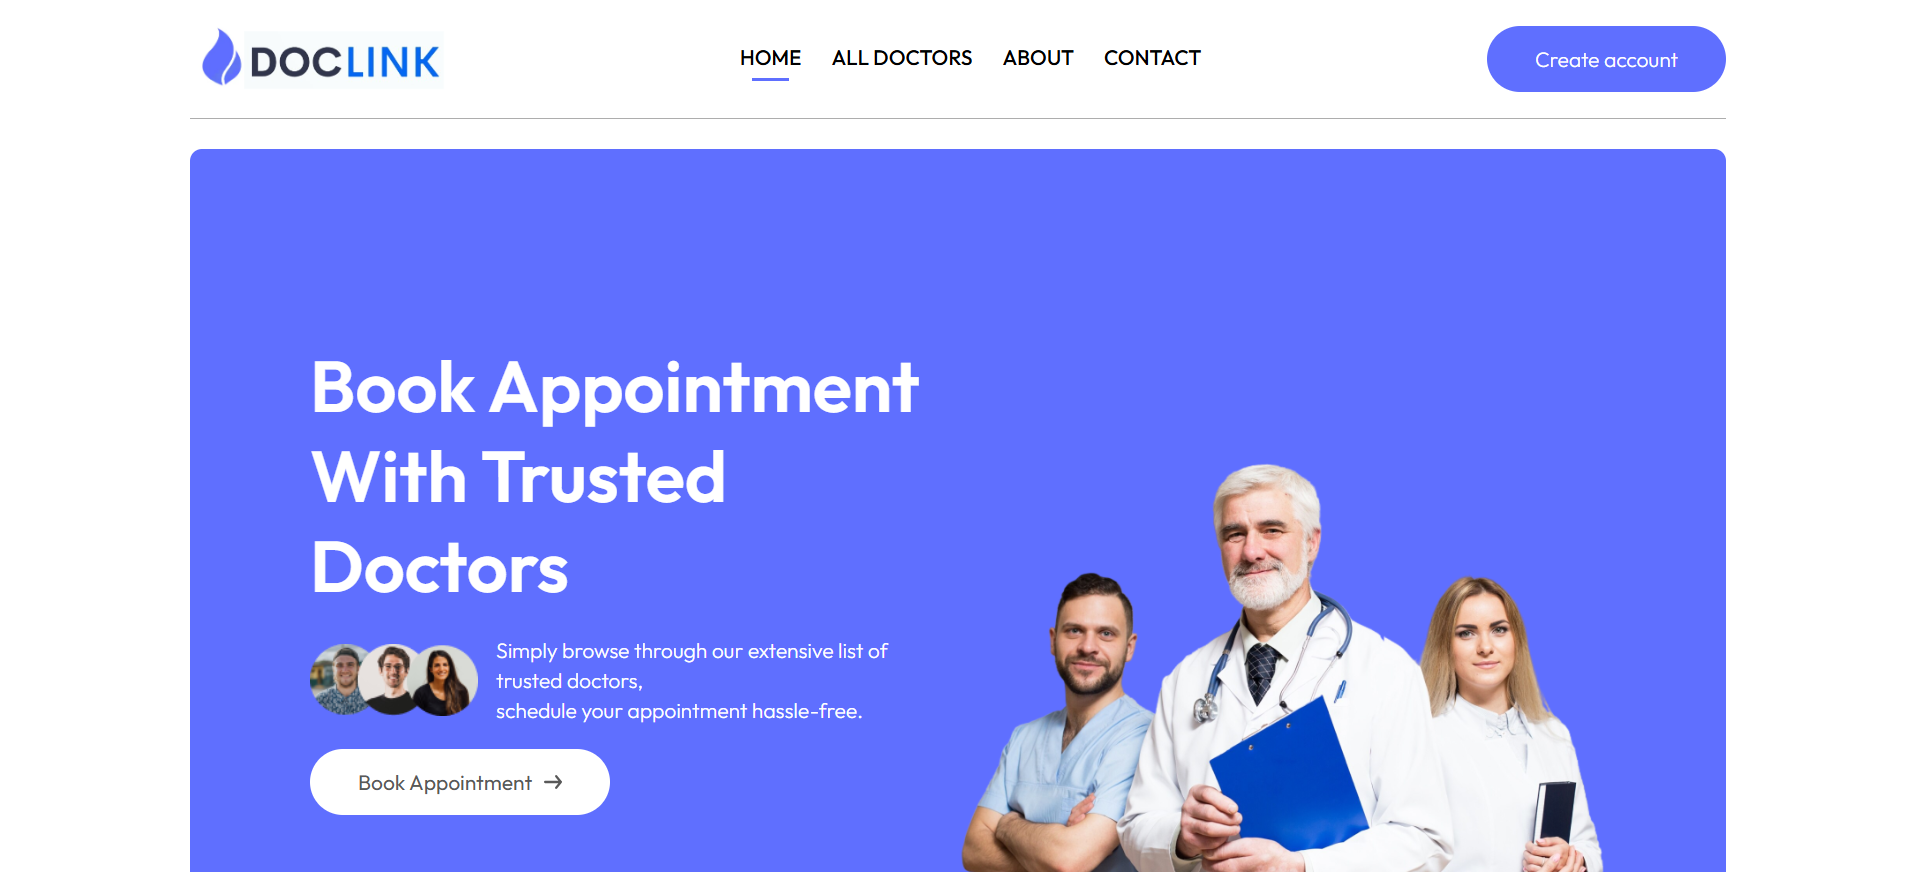 DOCLINK
HOME ALL DOCTORS ABOUT CONTACT
Create account
Book Appointment
With Trusted
Doctors
Simply browse through our extensive list of
trusted doctors,
schedule your appointment hassle-free.
Book Appointment →